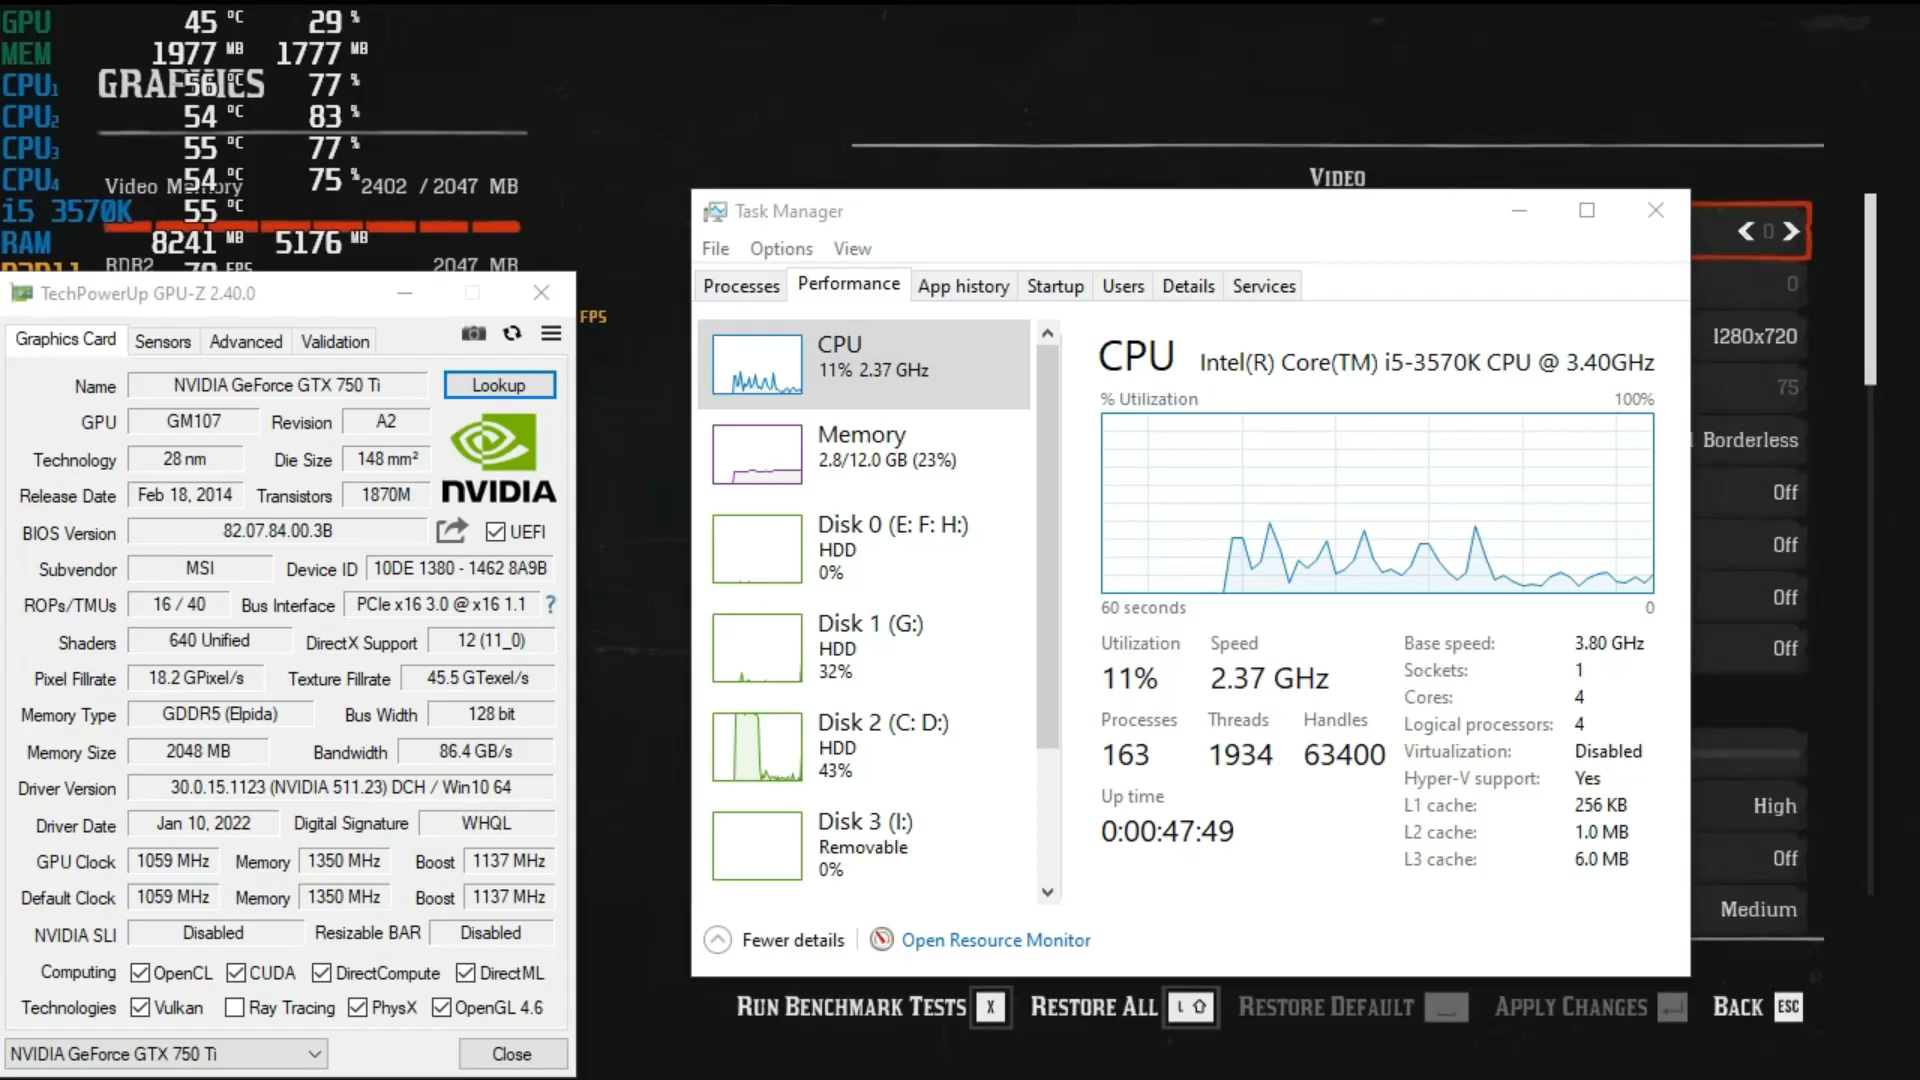 GPU 45 °C 29 %
MEM 1977 MB 1777 MB
CPU1 56 °C 77 %
GRAPHICS
CPU2 54 °C 83 %
CPU3 55 °C 77 %
CPU4 54 °C 75 %
Video Memory 2402 / 2047 MB
i5 3570K 55 °C
RAM 8241 MB 5176 MB
RDR2 2047 MB
FPS
FPS
TechPowerUp GPU-Z 2.40.0
Graphics Card Sensors Advanced Validation
Name NVIDIA GeForce GTX 750 Ti Lookup
GPU GM107 Revision A2
Technology 28 nm Die Size 148 mm²
Release Date Feb 18, 2014 Transistors 1870M
NVIDIA
BIOS Version 82.07.84.00.3B UEFI
Subvendor MSI Device ID 10DE 1380 - 1462 8A9B
ROPs/TMUs 16 / 40 Bus Interface PCIe x16 3.0 @ x16 1.1 ?
Shaders 640 Unified DirectX Support 12 (11_0)
Pixel Fillrate 18.2 GPixel/s Texture Fillrate 45.5 GTexel/s
Memory Type GDDR5 (Elpida) Bus Width 128 bit
Memory Size 2048 MB Bandwidth 86.4 GB/s
Driver Version 30.0.15.1123 (NVIDIA 511.23) DCH / Win10 64
Driver Date Jan 10, 2022 Digital Signature WHQL
GPU Clock 1059 MHz Memory 1350 MHz Boost 1137 MHz
Default Clock 1059 MHz Memory 1350 MHz Boost 1137 MHz
NVIDIA SLI Disabled Resizable BAR Disabled
Computing OpenCL CUDA DirectCompute DirectML
Technologies Vulkan Ray Tracing PhysX OpenGL 4.6
NVIDIA GeForce GTX 750 Ti Close
VIDEO
Task Manager
File Options View
Processes Performance App history Startup Users Details Services
CPU
11% 2.37 GHz
Memory
2.8/12.0 GB (23%)
Disk 0 (E: F: H:)
HDD
0%
Disk 1 (G:)
HDD
32%
Disk 2 (C: D:)
HDD
43%
Disk 3 (I:)
Removable
0%
CPU Intel(R) Core(TM) i5-3570K CPU @ 3.40GHz
% Utilization 100%
60 seconds 0
Utilization Speed
11% 2.37 GHz
Processes Threads Handles
163 1934 63400
Up time
0:00:47:49
Base speed: 3.80 GHz
Sockets: 1
Cores: 4
Logical processors: 4
Virtualization: Disabled
Hyper-V support: Yes
L1 cache: 256 KB
L2 cache: 1.0 MB
L3 cache: 6.0 MB
Fewer details Open Resource Monitor
0
0
1280x720
75
Borderless
Off
Off
Off
Off
High
Off
Medium
RUN BENCHMARK TESTS X RESTORE ALL L RESTORE DEFAULT APPLY CHANGES BACK ESC